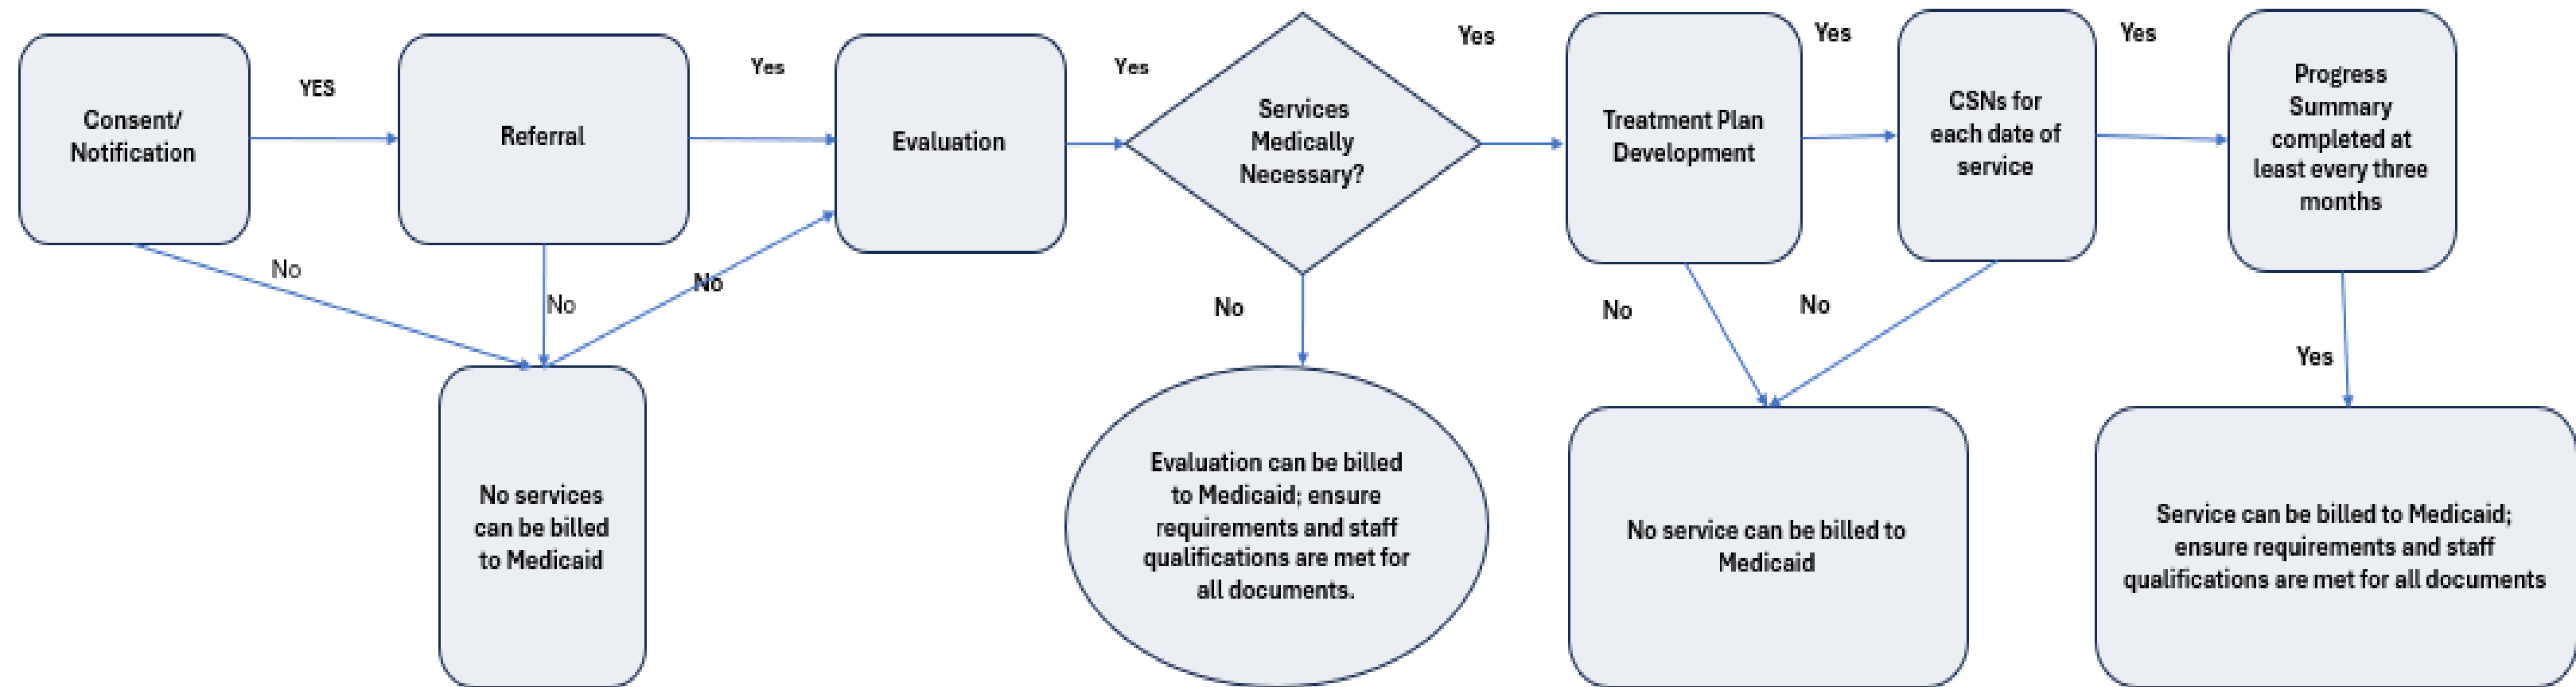 Consent/
Notification
YES
Referral
Yes
Evaluation
Yes
Services
Medically
Necessary?
Yes
Treatment Plan
Development
Yes
CSNs for
each date of
service
Yes
Progress
Summary
completed at
least every three
months
No
No
No
No
No
No
Yes
No services
can be billed
to Medicaid
Evaluation can be billed
to Medicaid; ensure
requirements and staff
qualifications are met for
all documents.
No service can be billed to
Medicaid
Service can be billed to Medicaid;
ensure requirements and staff
qualifications are met for all documents